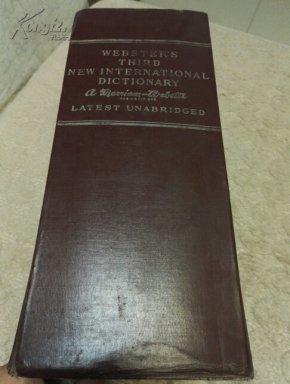 WEBSTER'S
THIRD
NEW INTERNATIONAL
DICTIONARY
A Merriam-Webster
LATEST UNABRIDGED